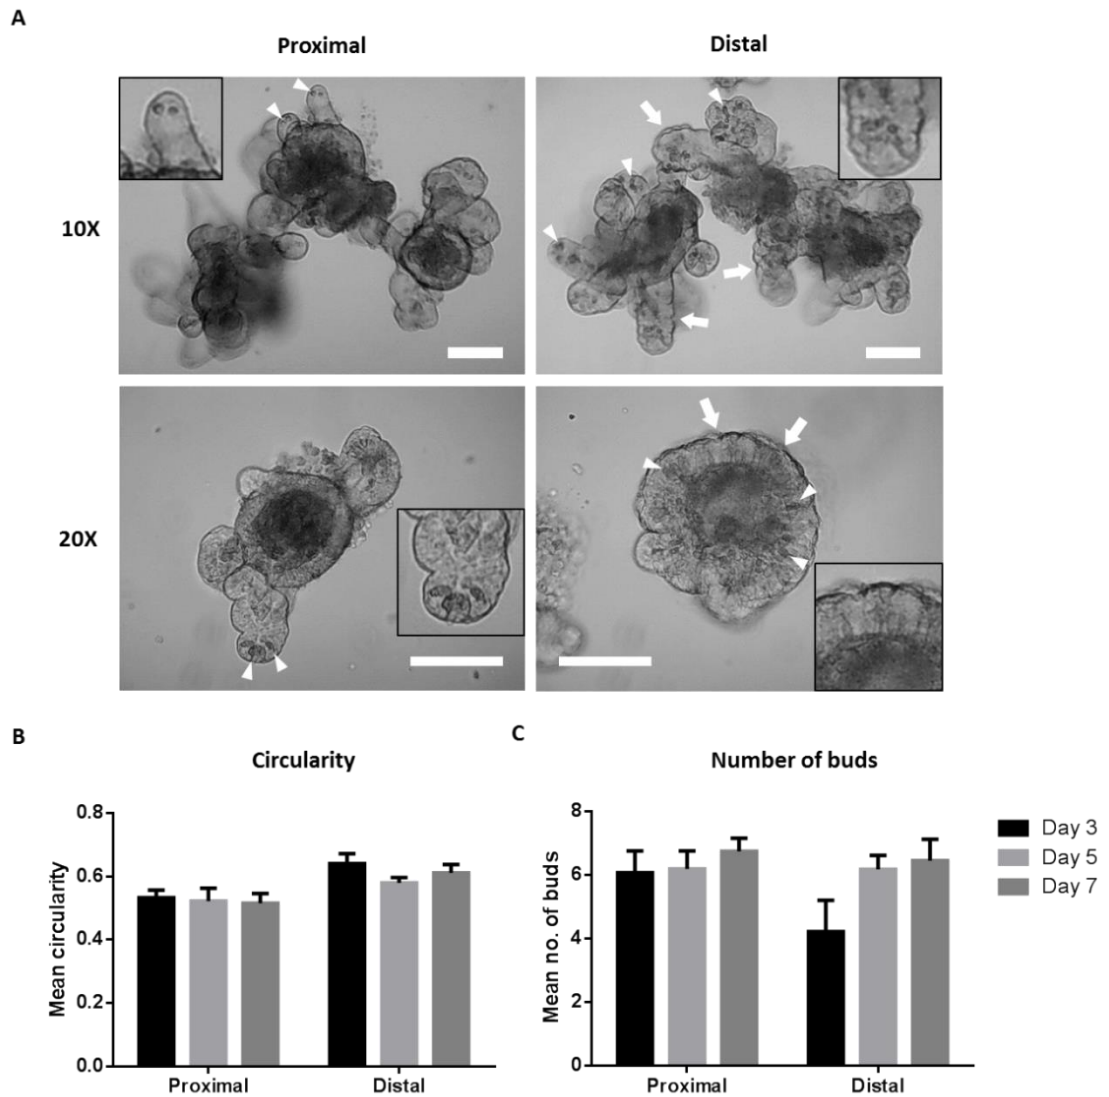 A
Proximal
Distal
10X
20X
B
Circularity
Mean circularity
0.8
0.6
0.4
0.2
0.0
Proximal
Distal
C
Number of buds
Mean no. of buds
8
6
4
2
0
Proximal
Distal
Day 3
Day 5
Day 7